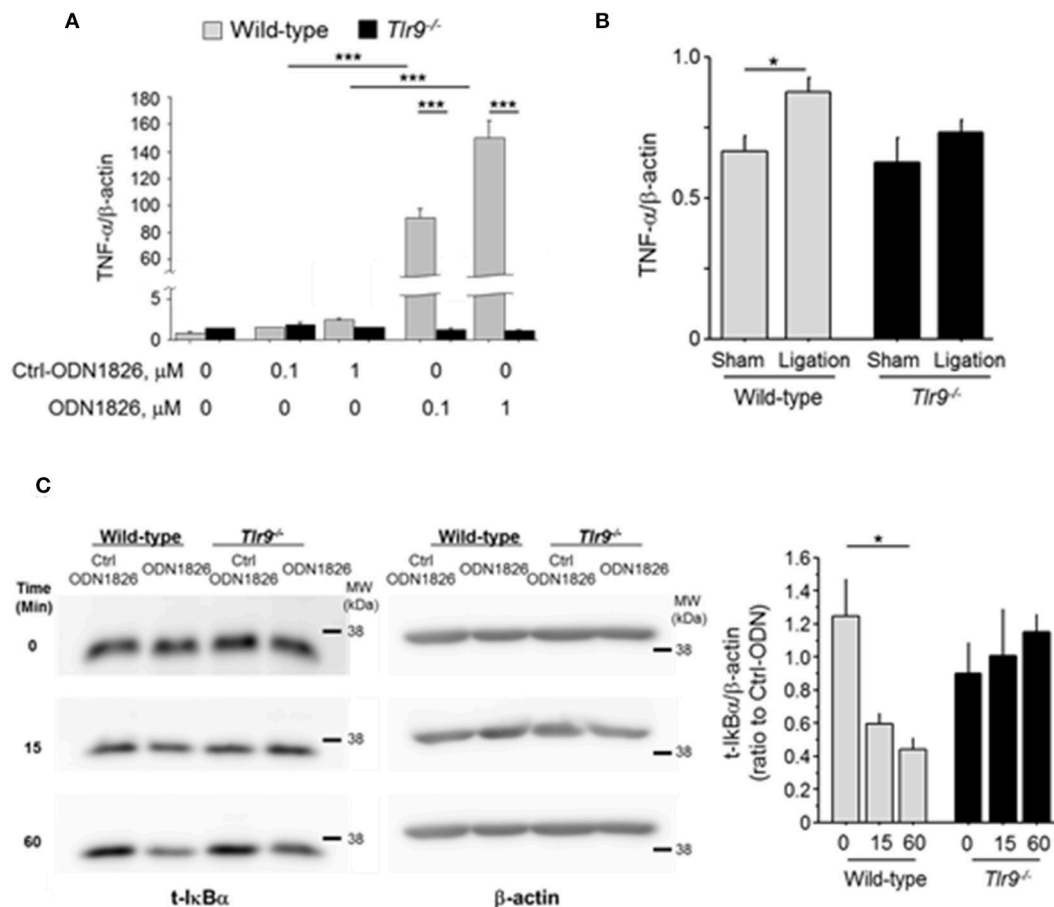 A
Wild-type Tlr9-/-
***
***
*** ***
180
160
140
120
100
80
60
5
0
TNF-α/β-actin
Ctrl-ODN1826, μM 0 0.1 1 0 0
ODN1826, μM 0 0 0 0.1 1
B
*
1.0
0.5
0
TNF-α/β-actin
Sham Ligation Sham Ligation
Wild-type Tlr9-/-
C
Wild-type Tlr9-/-
Ctrl ODN1826 ODN1826 Ctrl ODN1826 ODN1826
Time (Min)
MW (kDa)
0 38
15 38
60 38
t-IκBα
Wild-type Tlr9-/-
Ctrl ODN1826 ODN1826 Ctrl ODN1826 ODN1826
MW (kDa)
38
38
38
β-actin
*
1.6
1.4
1.2
1.0
0.8
0.6
0.4
0.2
0
t-IκBα/β-actin
(ratio to Ctrl-ODN)
0 15 60 0 15 60
Wild-type Tlr9-/-